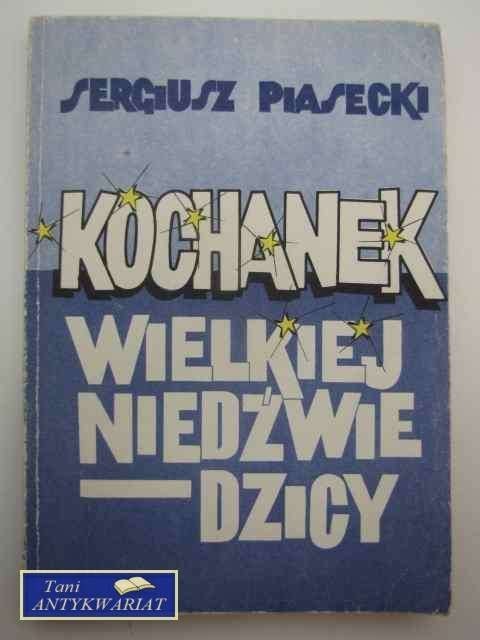 SERGIUSZ PIASECKI
KOCHANEK
WIELKIEJ
NIEDŹWIE
—DZICY
Tani
ANTYKWARIAT